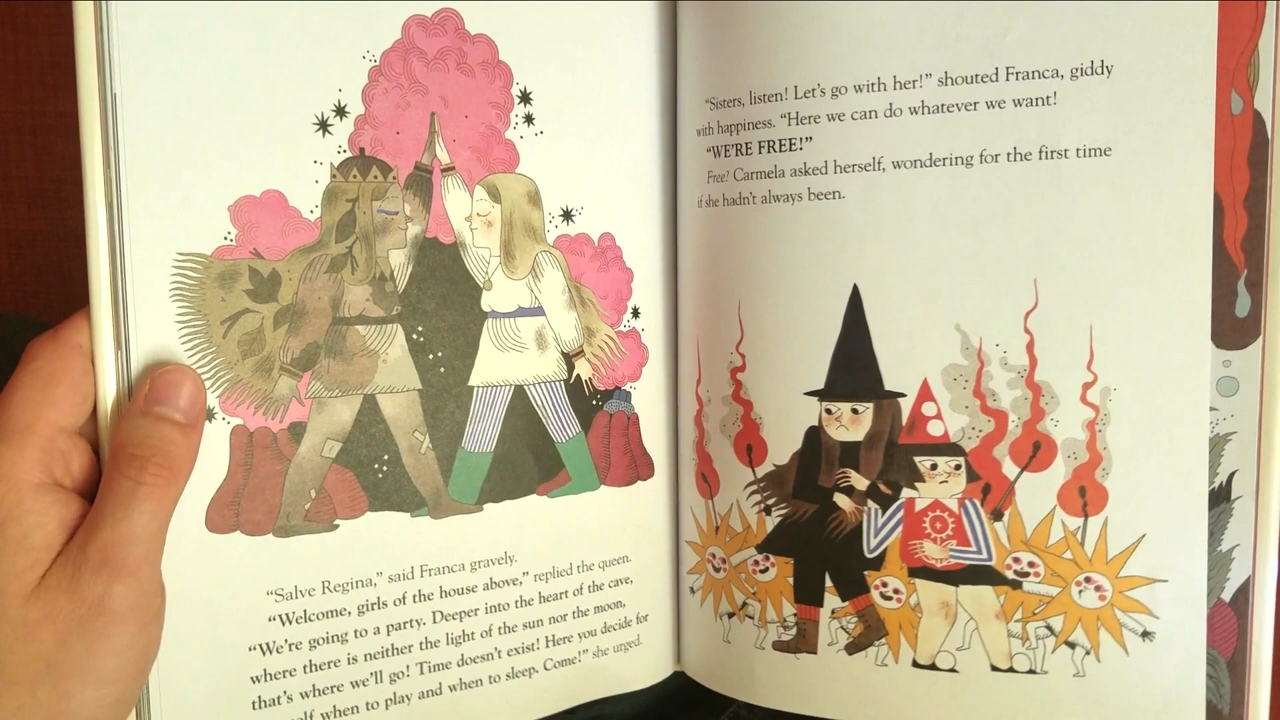 “Salve Regina,” said Franca gravely.
“Welcome, girls of the house above,” replied the queen.
“We’re going to a party. Deeper into the heart of the cave,
where there is neither the light of the sun nor the moon,
that’s where we’ll go! Time doesn’t exist! Here you decide for
when to play and when to sleep. Come!” she urged.
“Sisters, listen! Let’s go with her!” shouted Franca, giddy
with happiness. “Here we can do whatever we want!
“WE’RE FREE!”
Free? Carmela asked herself, wondering for the first time
if she hadn’t always been.